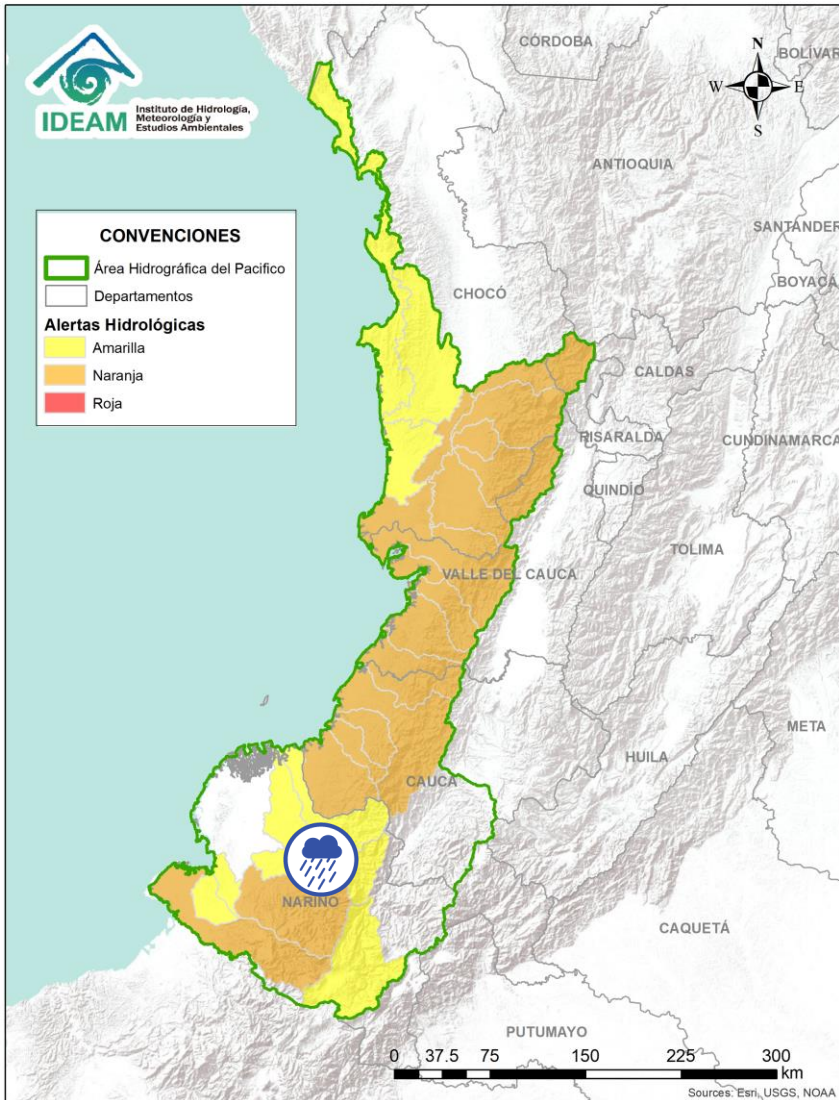 IDEAM
Instituto de Hidrología,
Meteorología y
Estudios Ambientales
N
W E
S
CÓRDOBA
BOLÍVAR
ANTIOQUIA
SANTANDER
BOYACÁ
CONVENCIONES
Área Hidrográfica del Pacifico
Departamentos
Alertas Hidrológicas
Amarilla
Naranja
Roja
CHOCÓ
CALDAS
RISARALDA
CUNDINAMARCA
QUINDÍO
TOLIMA
VALLE DEL CAUCA
META
HUILA
CAUCA
NARIÑO
CAQUETÁ
PUTUMAYO
0 37.5 75 150 225 300
km
Sources: Esri, USGS, NOAA